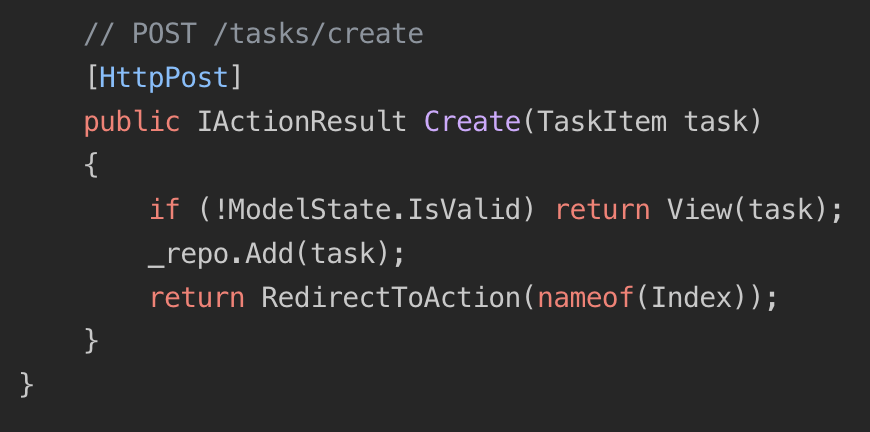 // POST /tasks/create
[HttpPost]
public IActionResult Create(TaskItem task)
{
if (!ModelState.IsValid) return View(task);
_repo.Add(task);
return RedirectToAction(nameof(Index));
}
}